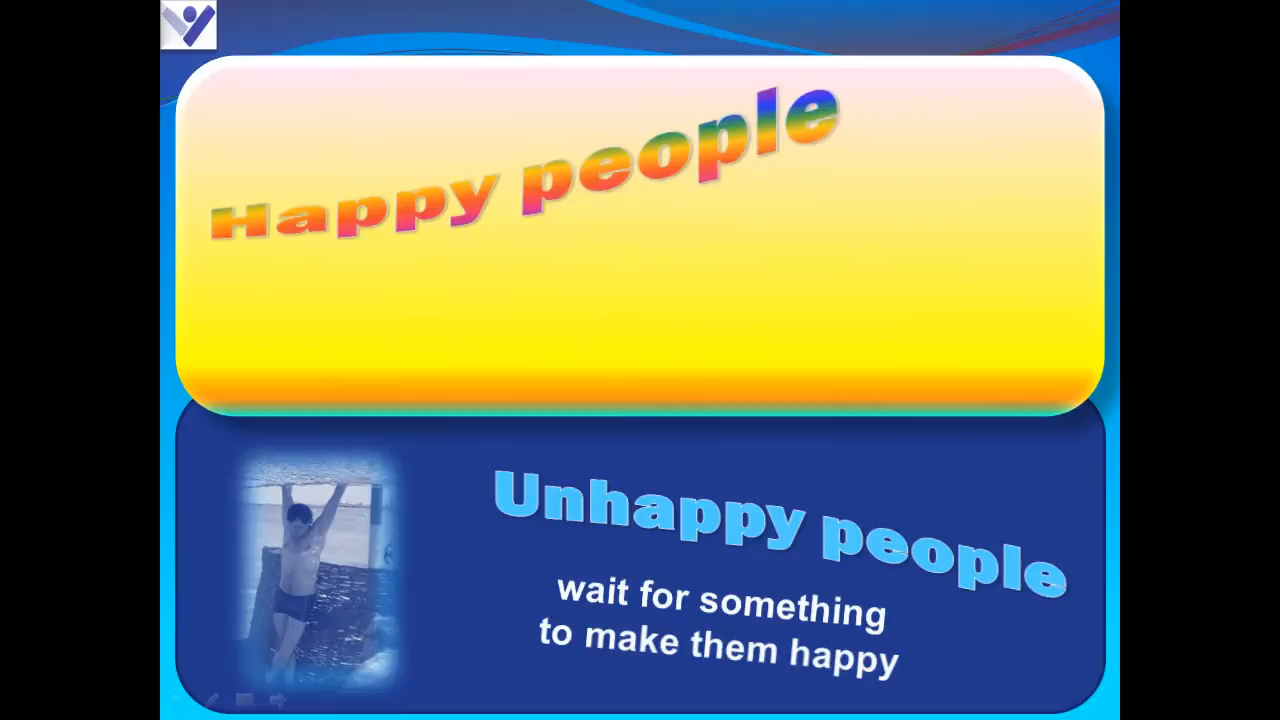 Happy people
Unhappy people
wait for something
to make them happy